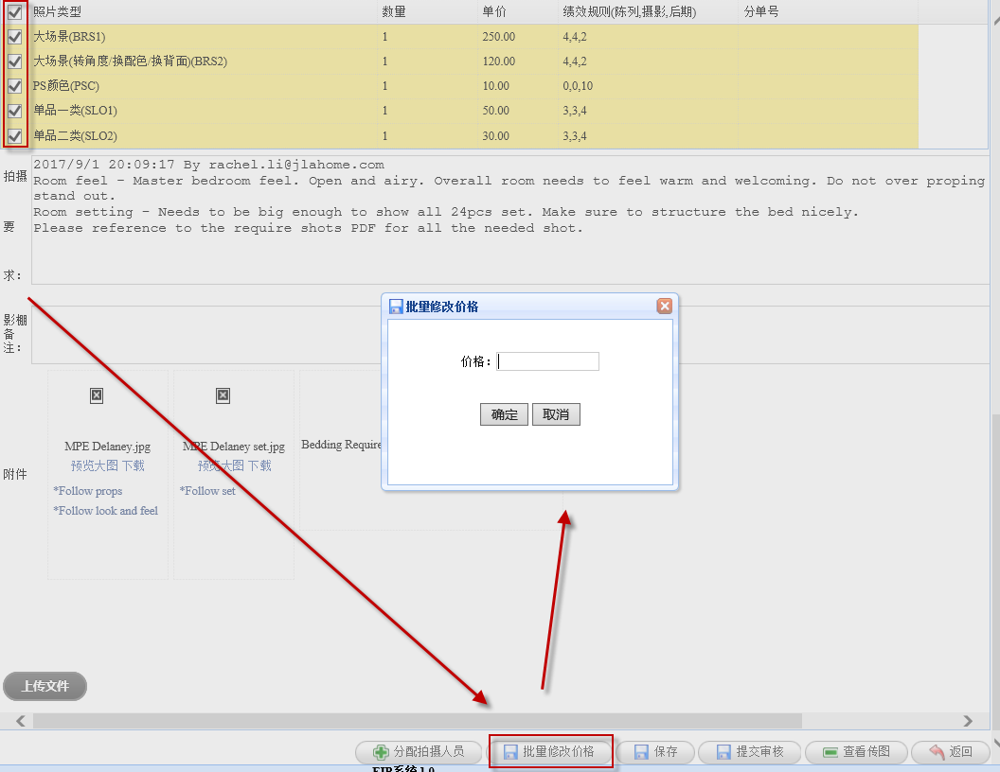 照片类型 数量 单价 绩效规则(陈列,摄影,后期) 分单号
大场景(BRS1) 1 250.00 4,4,2
大场景(转角度/换配色/换背面)(BRS2) 1 120.00 4,4,2
PS颜色(PSC) 1 10.00 0,0,10
单品一类(SLO1) 1 50.00 3,3,4
单品二类(SLO2) 1 30.00 3,3,4
拍摄要求：
2017/9/1 20:09:17 By rachel.li@jlahome.com
Room feel - Master bedroom feel. Open and airy. Overall room needs to feel warm and welcoming. Do not over proping
stand out.
Room setting - Needs to be big enough to show all 24pcs set. Make sure to structure the bed nicely.
Please reference to the require shots PDF for all the needed shot.
影棚备注：
批量修改价格
价格：
确定 取消
附件
MPE Delaney.jpg MPE Delaney set.jpg Bedding Require
预览大图 下载 预览大图 下载
*Follow props *Follow set
*Follow look and feel
上传文件
分配拍摄人员 批量修改价格 保存 提交审核 查看传图 返回